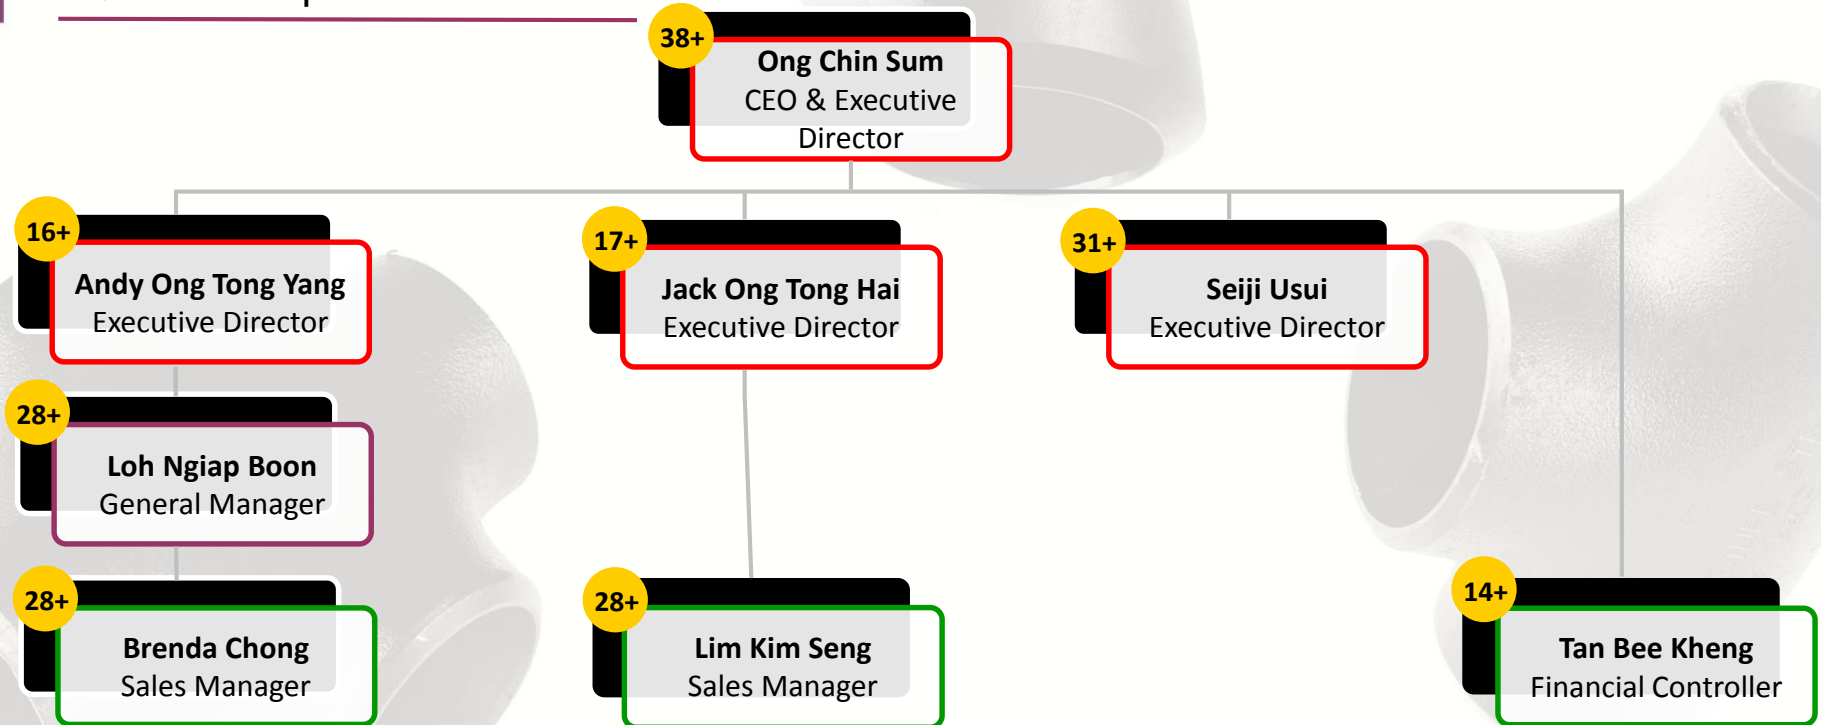 38+
Ong Chin Sum
CEO & Executive
Director
16+
Andy Ong Tong Yang
Executive Director
17+
Jack Ong Tong Hai
Executive Director
31+
Seiji Usui
Executive Director
28+
Loh Ngiap Boon
General Manager
28+
Brenda Chong
Sales Manager
28+
Lim Kim Seng
Sales Manager
14+
Tan Bee Kheng
Financial Controller